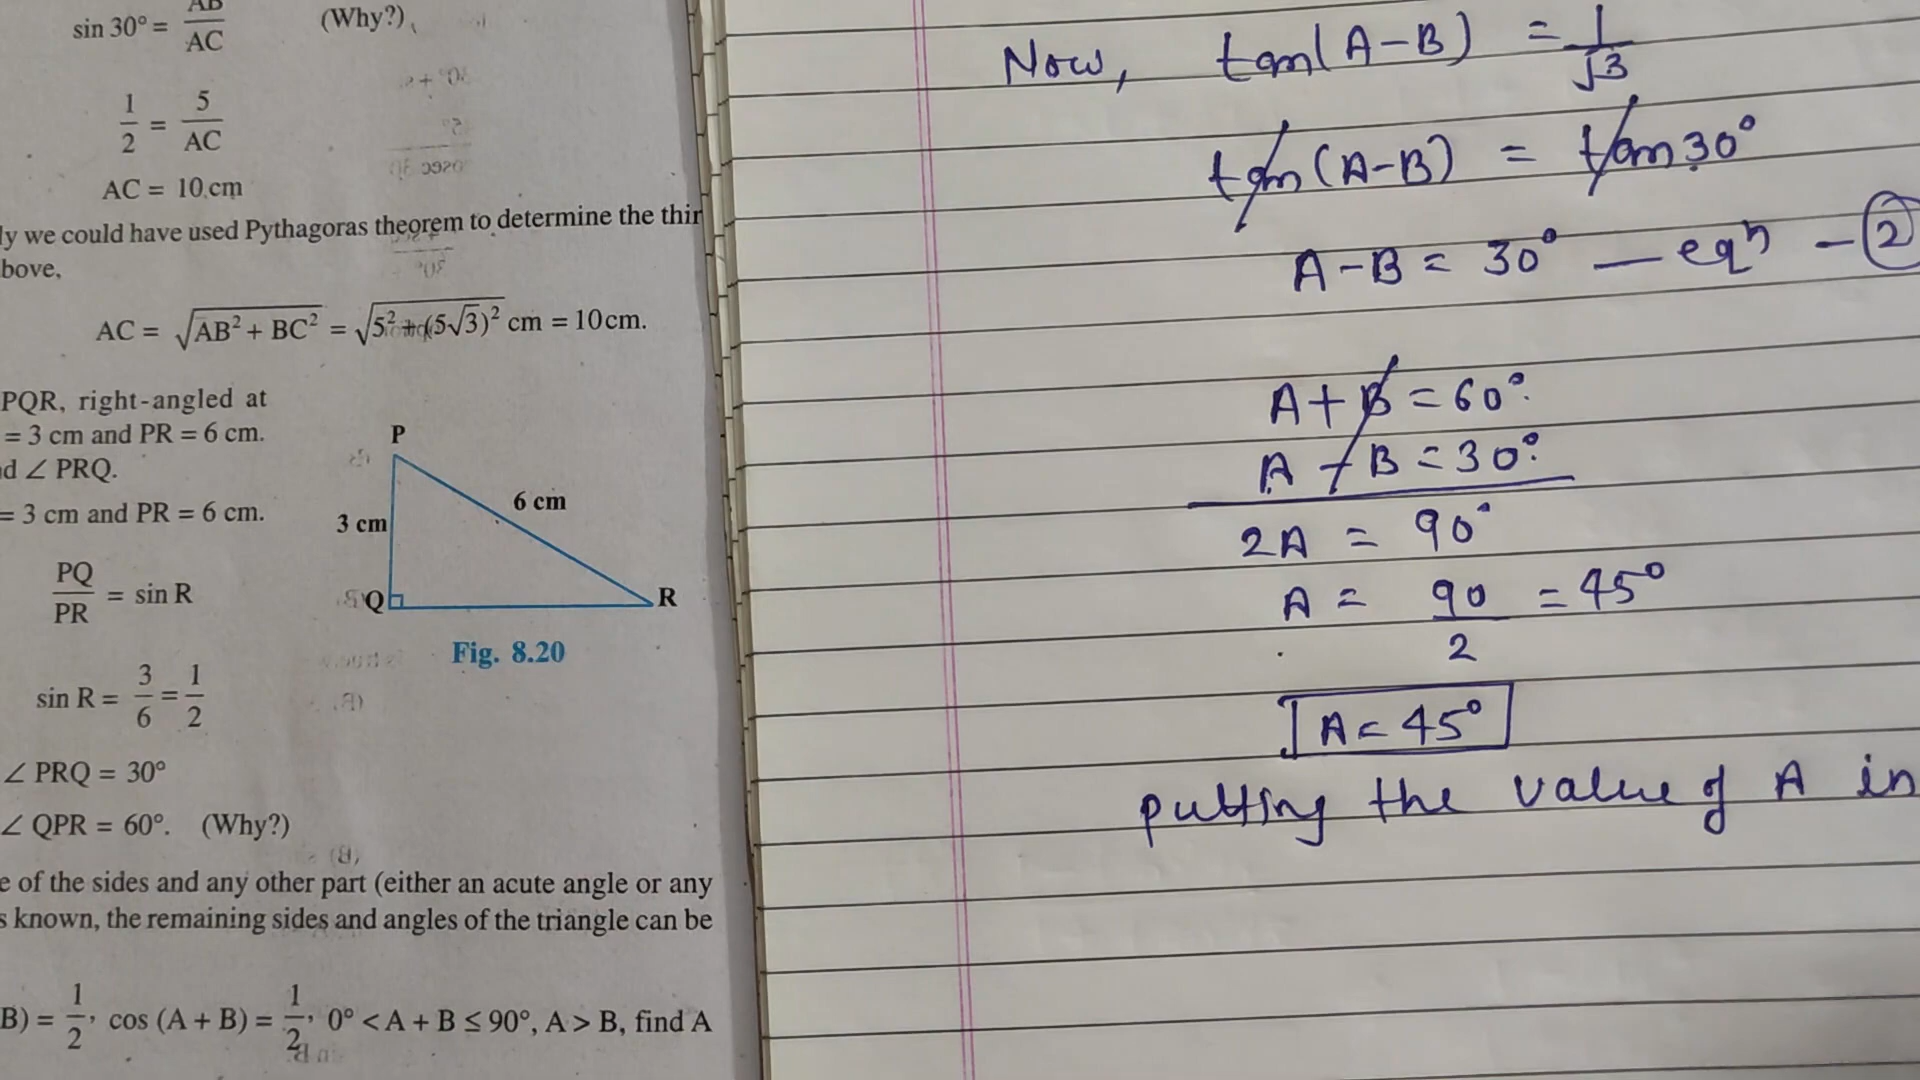 sin 30° = AB/AC (Why?)
1/2 = 5/AC
AC = 10 cm
ly we could have used Pythagoras theorem to determine the thir
bove,
AC = √(AB² + BC²) = √(5² + (5√3)²) cm = 10 cm.
PQR, right-angled at
= 3 cm and PR = 6 cm.
d ∠ PRQ.
= 3 cm and PR = 6 cm.
PQ/PR = sin R
sin R = 3/6 = 1/2
∠ PRQ = 30°
∠ QPR = 60°. (Why?)
P
3 cm
6 cm
Q
R
Fig. 8.20
e of the sides and any other part (either an acute angle or any
s known, the remaining sides and angles of the triangle can be
B) = 1/2, cos (A + B) = 1/2, 0° < A + B ≤ 90°, A > B, find A
Now, tan(A-B) = 1/√3
tan(A-B) = tan30°
A-B = 30° — eqn - 2
A+B = 60°
A-B = 30°
2A = 90°
A = 90/2 = 45°
A = 45°
putting the value of A in